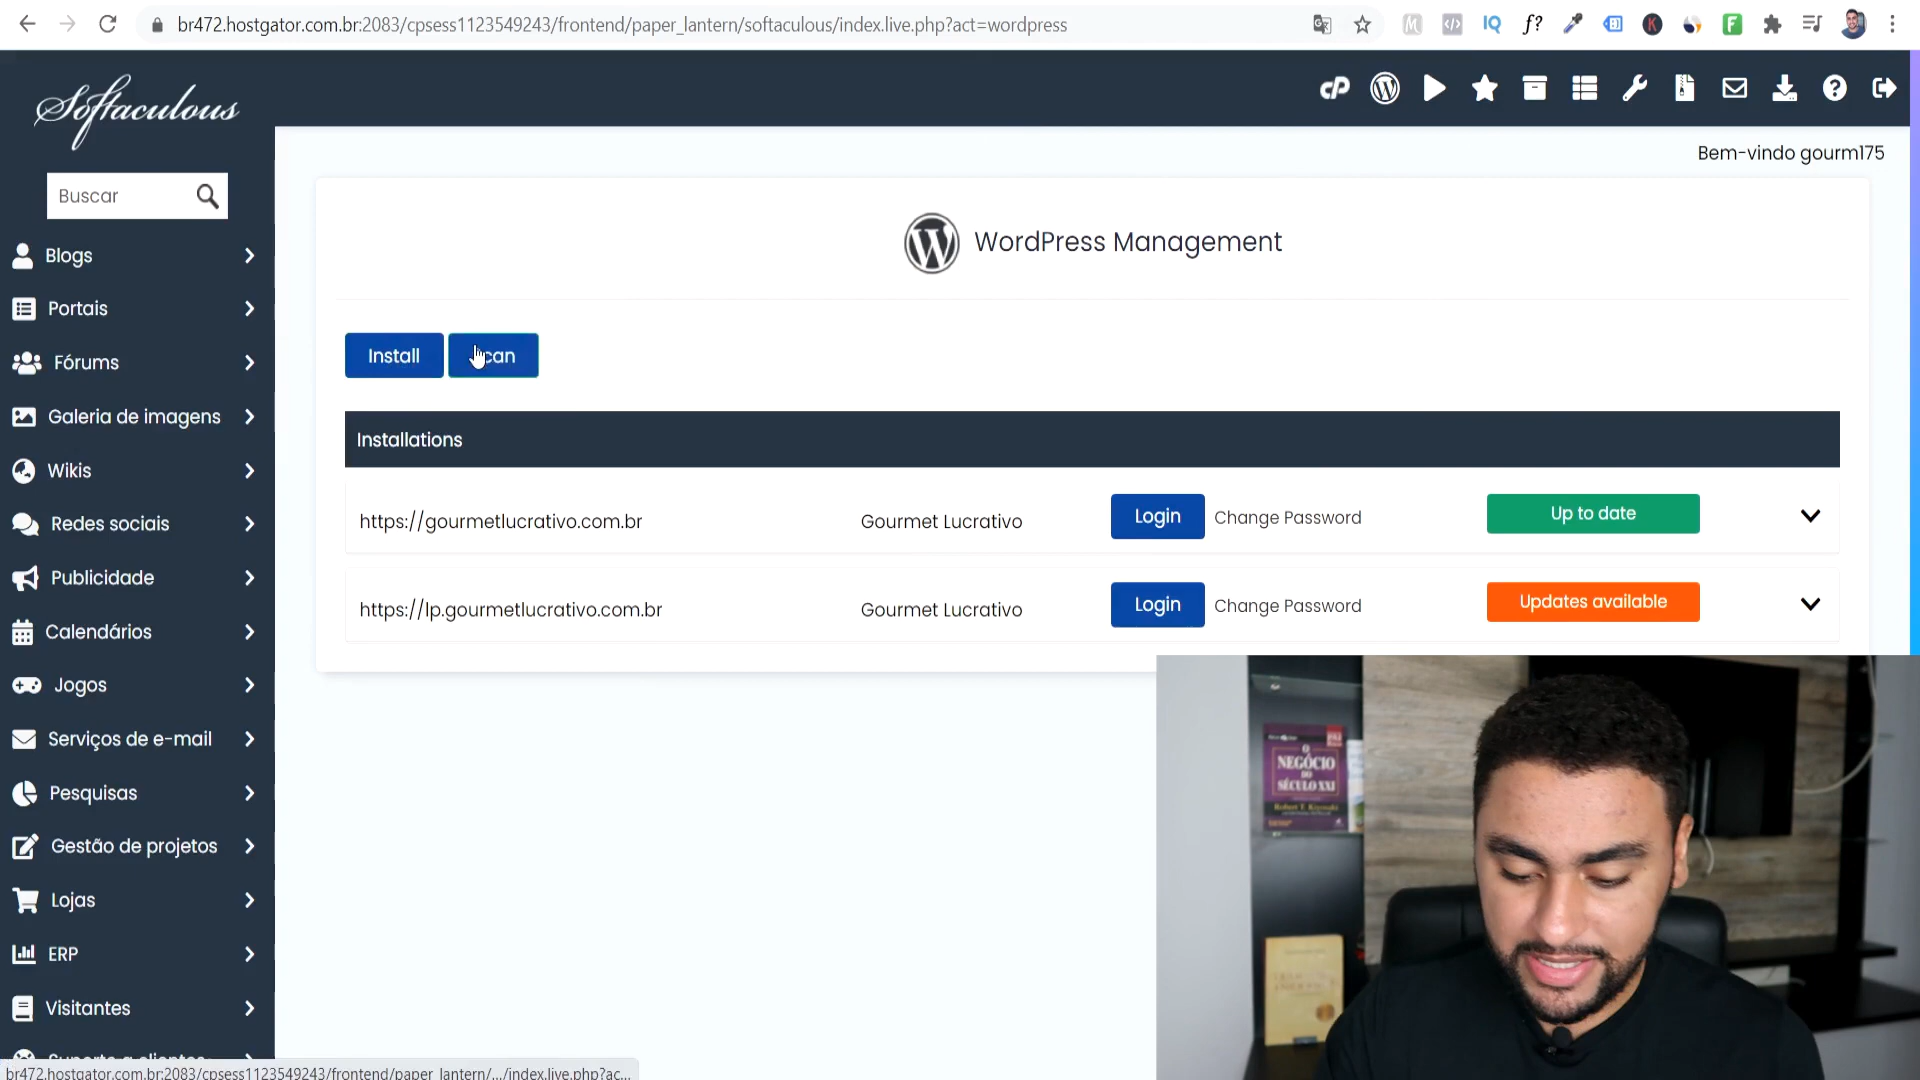 br472.hostgator.com.br:2083/cpsess1123549243/frontend/paper_lantern/softaculous/index.live.php?act=wordpress
Softaculous
Bem-vindo gourm175
Buscar
Blogs
Portais
Fóruns
Galeria de imagens
Wikis
Redes sociais
Publicidade
Calendários
Jogos
Serviços de e-mail
Pesquisas
Gestão de projetos
Lojas
ERP
Visitantes
WordPress Management
Install
Installations
https://gourmetlucrativo.com.br Gourmet Lucrativo Login Change Password Up to date
https://lp.gourmetlucrativo.com.br Gourmet Lucrativo Login Change Password Updates available
O
NEGÓCIO
DO
SÉCULO XXI
br472.hostgator.com.br:2083/cpsess1123549243/frontend/paper_lantern/.../index.live.php?ac...